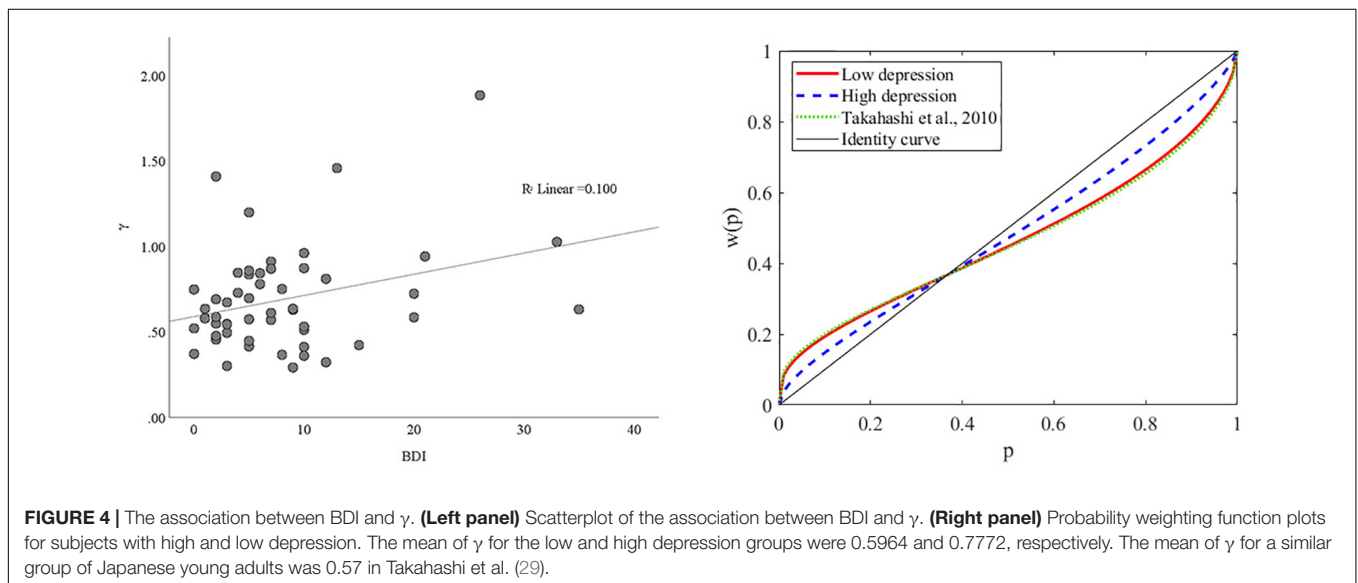 2.00
1.50
1.00
.50
.00
γ
R² Linear =0.100
0 10 20 30 40
BDI
1
0.8
0.6
0.4
0.2
0
w(p)
Low depression
High depression
Takahashi et al., 2010
Identity curve
0 0.2 0.4 0.6 0.8 1
p
FIGURE 4 | The association between BDI and γ. (Left panel) Scatterplot of the association between BDI and γ. (Right panel) Probability weighting function plots
for subjects with high and low depression. The mean of γ for the low and high depression groups were 0.5964 and 0.7772, respectively. The mean of γ for a similar
group of Japanese young adults was 0.57 in Takahashi et al. (29).